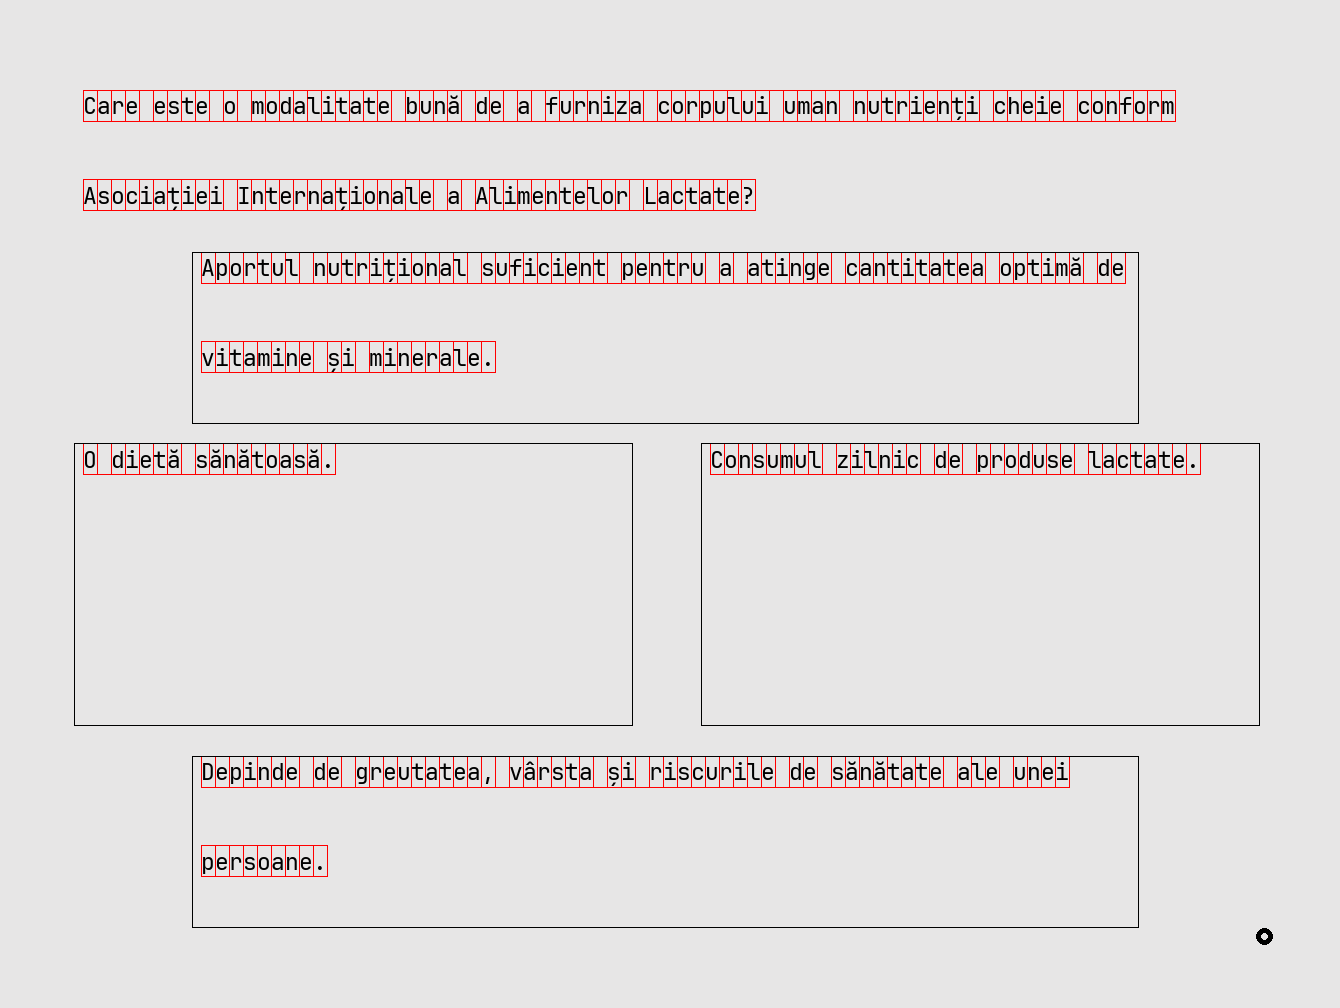 Care este o modalitate bună de a furniza corpului uman nutrienți cheie conform
Asociației Internaționale a Alimentelor Lactate?
Aportul nutrițional suficient pentru a atinge cantitatea optimă de
vitamine și minerale.
O dietă sănătoasă.
Consumul zilnic de produse lactate.
Depinde de greutatea, vârsta și riscurile de sănătate ale unei
persoane.